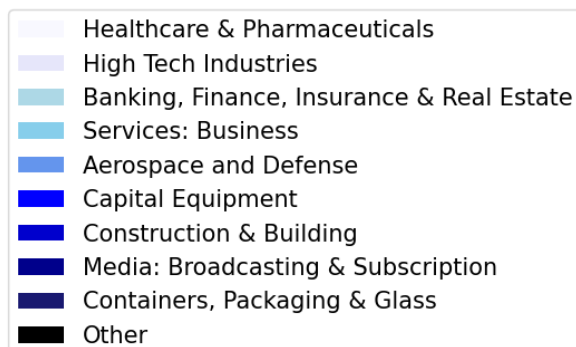 Healthcare & Pharmaceuticals
High Tech Industries
Banking, Finance, Insurance & Real Estate
Services: Business
Aerospace and Defense
Capital Equipment
Construction & Building
Media: Broadcasting & Subscription
Containers, Packaging & Glass
Other